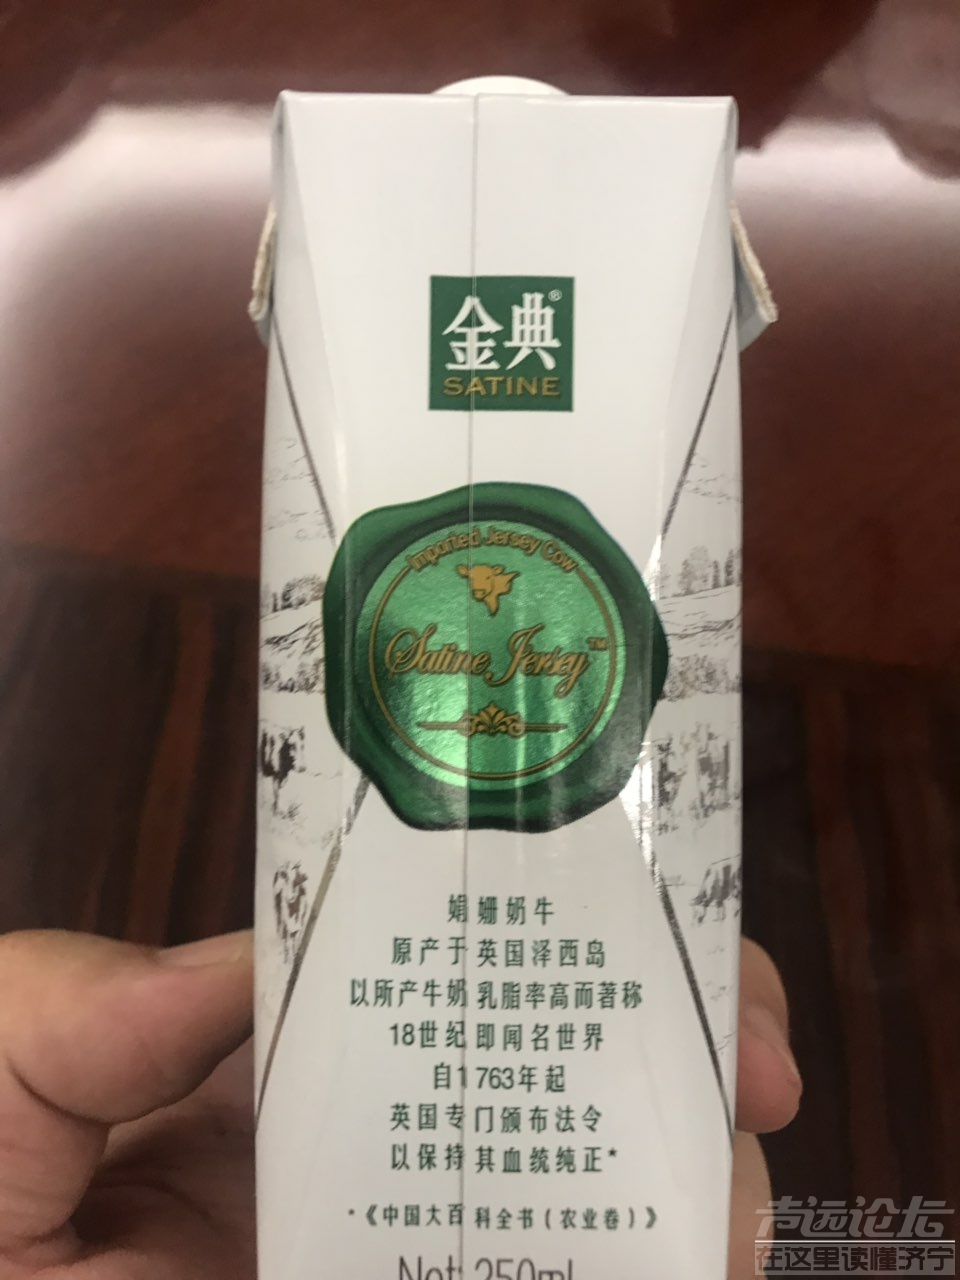 金典®
SATINE
Imported Jersey Cow
Satine Jersey™
娟姗奶牛
原产于英国泽西岛
以所产牛奶乳脂率高而著称
18世纪即闻名世界
自1763年起
英国专门颁布法令
以保持其血统纯正*
*《中国大百科全书（农业卷）》
Net 250ml
声远论坛
在这里读懂济宁